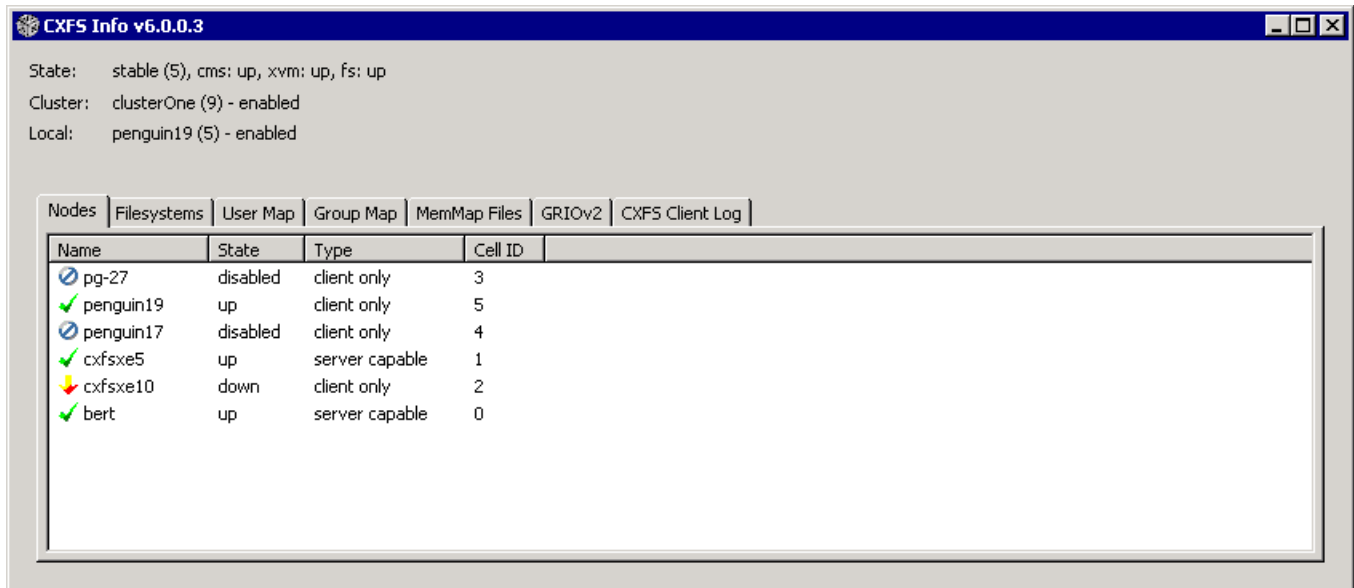 CXFS Info v6.0.0.3
State: stable (5), cms: up, xvm: up, fs: up
Cluster: clusterOne (9) - enabled
Local: penguin19 (5) - enabled
Nodes Filesystems User Map Group Map MemMap Files GRIOv2 CXFS Client Log
Name State Type Cell ID
pg-27 disabled client only 3
penguin19 up client only 5
penguin17 disabled client only 4
cxfsxe5 up server capable 1
cxfsxe10 down client only 2
bert up server capable 0